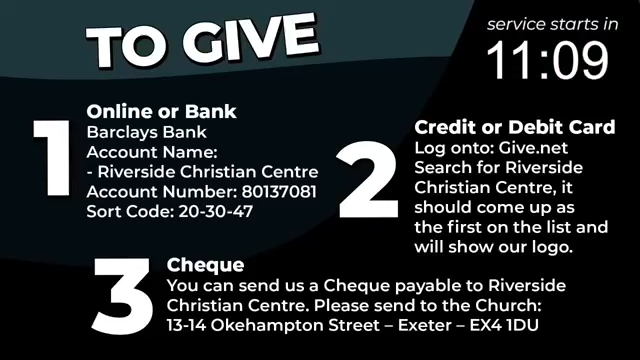 TO GIVE
service starts in
11:09
1
Online or Bank
Barclays Bank
Account Name:
- Riverside Christian Centre
Account Number: 80137081
Sort Code: 20-30-47
2
Credit or Debit Card
Log onto: Give.net
Search for Riverside
Christian Centre, it
should come up as
the first on the list and
will show our logo.
3
Cheque
You can send us a Cheque payable to Riverside
Christian Centre. Please send to the Church:
13-14 Okehampton Street – Exeter – EX4 1DU